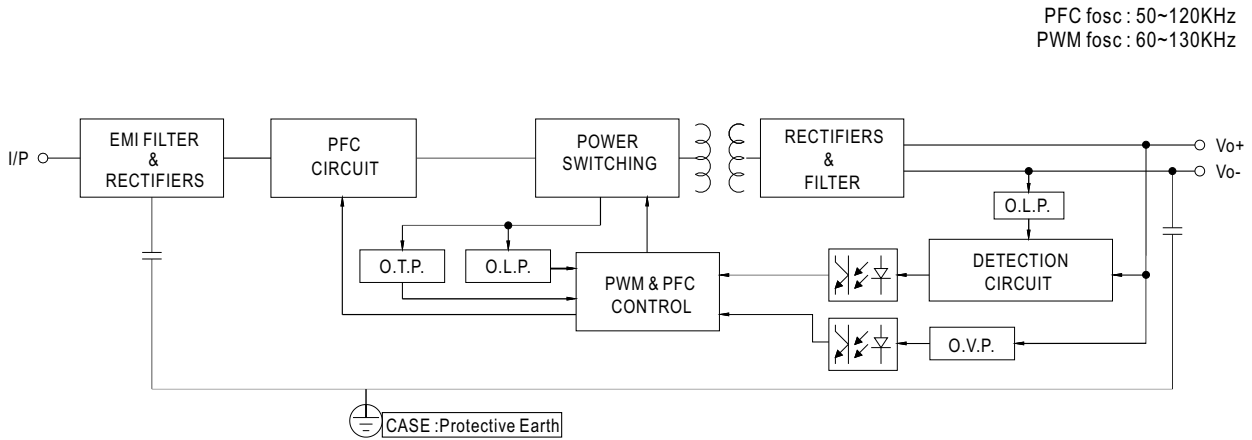 PFC fosc : 50~120KHz
PWM fosc : 60~130KHz
I/P
EMI FILTER
&
RECTIFIERS
PFC
CIRCUIT
POWER
SWITCHING
RECTIFIERS
&
FILTER
Vo+
Vo-
O.L.P.
O.T.P.
O.L.P.
PWM & PFC
CONTROL
DETECTION
CIRCUIT
O.V.P.
CASE :Protective Earth